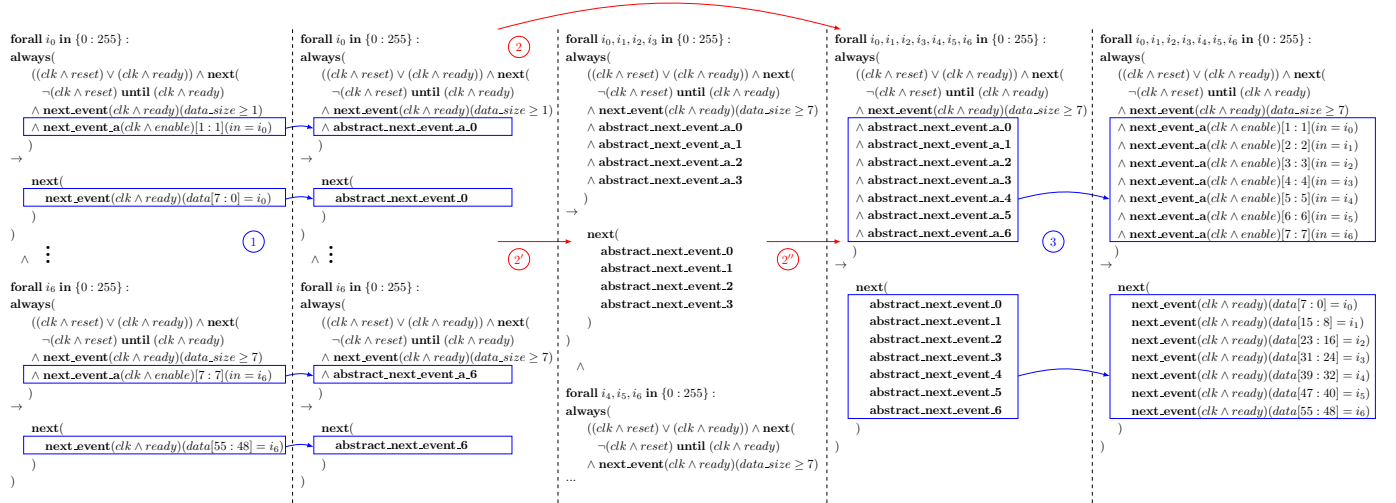 forall i₀ in {0 : 255} :
always(
((clk ∧ reset) ∨ (clk ∧ ready)) ∧ next(
¬(clk ∧ reset) until (clk ∧ ready)
∧ next_event(clk ∧ ready)(data_size ≥ 1)
∧ next_event_a(clk ∧ enable)[1 : 1](in = i₀)
)
→
next(
next_event(clk ∧ ready)(data[7 : 0] = i₀)
)
)
∧ ⋮
forall i₆ in {0 : 255} :
always(
((clk ∧ reset) ∨ (clk ∧ ready)) ∧ next(
¬(clk ∧ reset) until (clk ∧ ready)
∧ next_event(clk ∧ ready)(data_size ≥ 7)
∧ next_event_a(clk ∧ enable)[7 : 7](in = i₆)
)
→
next(
next_event(clk ∧ ready)(data[55 : 48] = i₆)
)
)
1
forall i₀ in {0 : 255} :
always(
((clk ∧ reset) ∨ (clk ∧ ready)) ∧ next(
¬(clk ∧ reset) until (clk ∧ ready)
∧ next_event(clk ∧ ready)(data_size ≥ 1)
∧ abstract_next_event_a_0
)
→
next(
abstract_next_event_0
)
)
∧ ⋮
forall i₆ in {0 : 255} :
always(
((clk ∧ reset) ∨ (clk ∧ ready)) ∧ next(
¬(clk ∧ reset) until (clk ∧ ready)
∧ next_event(clk ∧ ready)(data_size ≥ 7)
∧ abstract_next_event_a_6
)
→
next(
abstract_next_event_6
)
)
2
2′
forall i₀, i₁, i₂, i₃ in {0 : 255} :
always(
((clk ∧ reset) ∨ (clk ∧ ready)) ∧ next(
¬(clk ∧ reset) until (clk ∧ ready)
∧ next_event(clk ∧ ready)(data_size ≥ 7)
∧ abstract_next_event_a_0
∧ abstract_next_event_a_1
∧ abstract_next_event_a_2
∧ abstract_next_event_a_3
)
→
next(
abstract_next_event_0
abstract_next_event_1
abstract_next_event_2
abstract_next_event_3
)
)
∧
forall i₄, i₅, i₆ in {0 : 255} :
always(
((clk ∧ reset) ∨ (clk ∧ ready)) ∧ next(
¬(clk ∧ reset) until (clk ∧ ready)
∧ next_event(clk ∧ ready)(data_size ≥ 7)
...
2″
forall i₀, i₁, i₂, i₃, i₄, i₅, i₆ in {0 : 255} :
always(
((clk ∧ reset) ∨ (clk ∧ ready)) ∧ next(
¬(clk ∧ reset) until (clk ∧ ready)
∧ next_event(clk ∧ ready)(data_size ≥ 7)
∧ abstract_next_event_a_0
∧ abstract_next_event_a_1
∧ abstract_next_event_a_2
∧ abstract_next_event_a_3
∧ abstract_next_event_a_4
∧ abstract_next_event_a_5
∧ abstract_next_event_a_6
)
→
next(
abstract_next_event_0
abstract_next_event_1
abstract_next_event_2
abstract_next_event_3
abstract_next_event_4
abstract_next_event_5
abstract_next_event_6
)
)
3
forall i₀, i₁, i₂, i₃, i₄, i₅, i₆ in {0 : 255} :
always(
((clk ∧ reset) ∨ (clk ∧ ready)) ∧ next(
¬(clk ∧ reset) until (clk ∧ ready)
∧ next_event(clk ∧ ready)(data_size ≥ 7)
∧ next_event_a(clk ∧ enable)[1 : 1](in = i₀)
∧ next_event_a(clk ∧ enable)[2 : 2](in = i₁)
∧ next_event_a(clk ∧ enable)[3 : 3](in = i₂)
∧ next_event_a(clk ∧ enable)[4 : 4](in = i₃)
∧ next_event_a(clk ∧ enable)[5 : 5](in = i₄)
∧ next_event_a(clk ∧ enable)[6 : 6](in = i₅)
∧ next_event_a(clk ∧ enable)[7 : 7](in = i₆)
)
→
next(
next_event(clk ∧ ready)(data[7 : 0] = i₀)
next_event(clk ∧ ready)(data[15 : 8] = i₁)
next_event(clk ∧ ready)(data[23 : 16] = i₂)
next_event(clk ∧ ready)(data[31 : 24] = i₃)
next_event(clk ∧ ready)(data[39 : 32] = i₄)
next_event(clk ∧ ready)(data[47 : 40] = i₅)
next_event(clk ∧ ready)(data[55 : 48] = i₆)
)
)